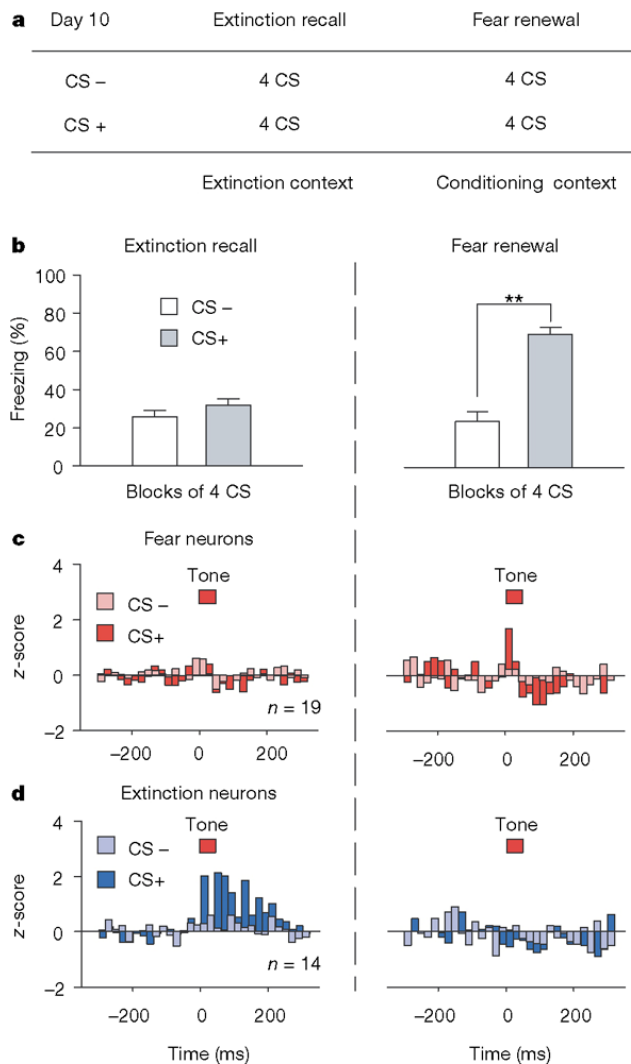 a Day 10 Extinction recall Fear renewal
CS – 4 CS 4 CS
CS + 4 CS 4 CS
Extinction context Conditioning context
b Extinction recall Fear renewal
100
80
60
40
20
0
Freezing (%)
CS –
CS+
**
Blocks of 4 CS Blocks of 4 CS
c Fear neurons
4
2
0
−2
z-score
Tone Tone
CS –
CS+
n = 19
−200 0 200 −200 0 200
d Extinction neurons
4
2
0
−2
z-score
Tone Tone
CS –
CS+
n = 14
−200 0 200 −200 0 200
Time (ms) Time (ms)